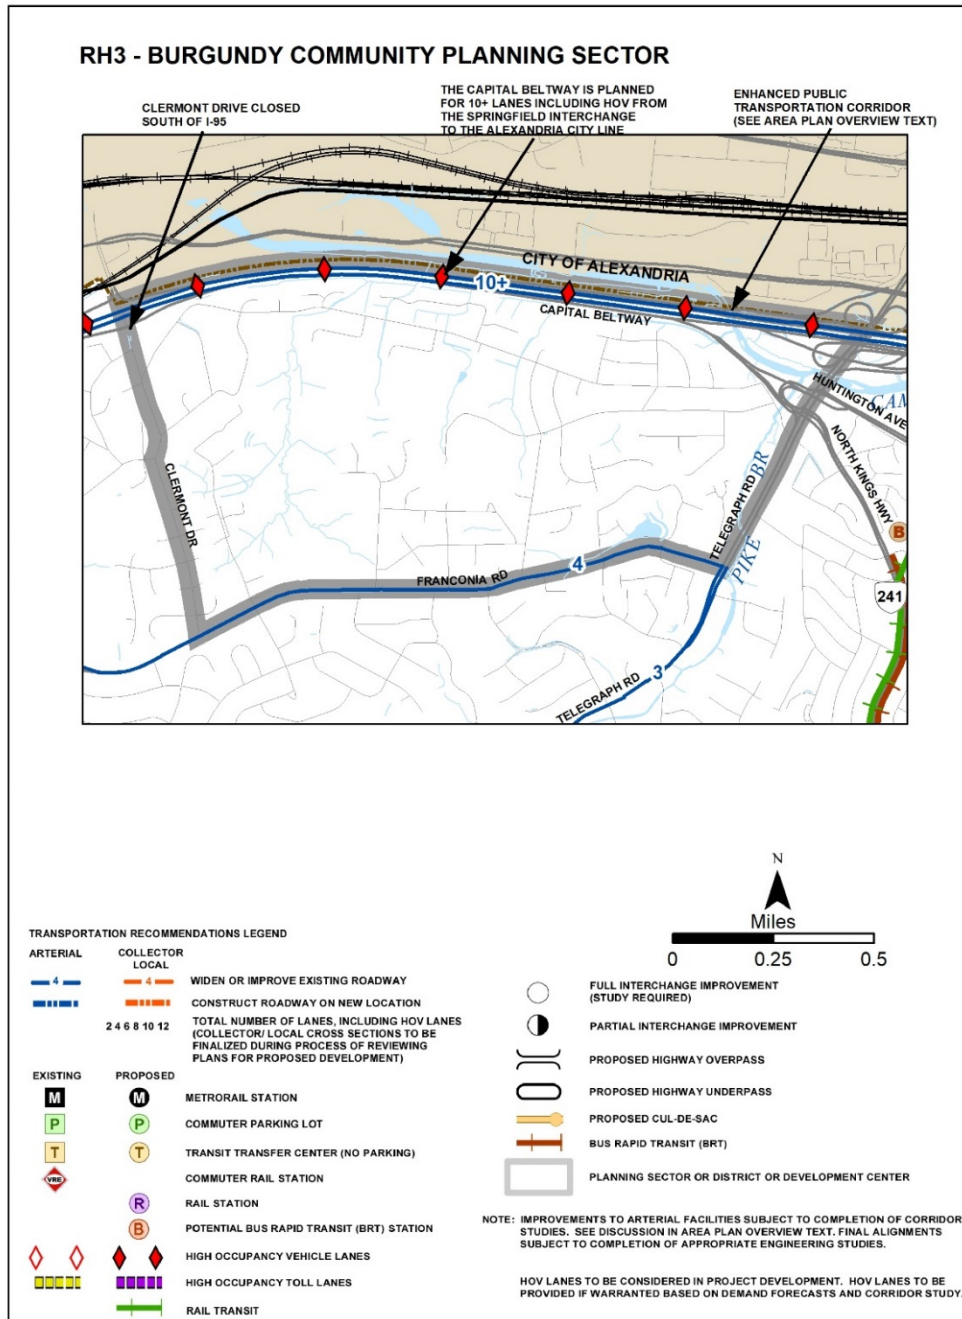 RH3 - BURGUNDY COMMUNITY PLANNING SECTOR
CLERMONT DRIVE CLOSED
SOUTH OF I-95
THE CAPITAL BELTWAY IS PLANNED
FOR 10+ LANES INCLUDING HOV FROM
THE SPRINGFIELD INTERCHANGE
TO THE ALEXANDRIA CITY LINE
ENHANCED PUBLIC
TRANSPORTATION CORRIDOR
(SEE AREA PLAN OVERVIEW TEXT)
CITY OF ALEXANDRIA
10+
CAPITAL BELTWAY
HUNTINGTON AVE
CAM
NORTH KINGS HWY
CLERMONT DR
TELEGRAPH RD
PIKE BR
B
241
FRANCONIA RD
4
3
TELEGRAPH RD
N
Miles
0 0.25 0.5
TRANSPORTATION RECOMMENDATIONS LEGEND
ARTERIAL COLLECTOR
LOCAL
4 4 WIDEN OR IMPROVE EXISTING ROADWAY
CONSTRUCT ROADWAY ON NEW LOCATION
2 4 6 8 10 12 TOTAL NUMBER OF LANES, INCLUDING HOV LANES
(COLLECTOR/ LOCAL CROSS SECTIONS TO BE
FINALIZED DURING PROCESS OF REVIEWING
PLANS FOR PROPOSED DEVELOPMENT)
EXISTING PROPOSED
M M METRORAIL STATION
P P COMMUTER PARKING LOT
T T TRANSIT TRANSFER CENTER (NO PARKING)
VRE COMMUTER RAIL STATION
R RAIL STATION
B POTENTIAL BUS RAPID TRANSIT (BRT) STATION
HIGH OCCUPANCY VEHICLE LANES
HIGH OCCUPANCY TOLL LANES
RAIL TRANSIT
FULL INTERCHANGE IMPROVEMENT
(STUDY REQUIRED)
PARTIAL INTERCHANGE IMPROVEMENT
PROPOSED HIGHWAY OVERPASS
PROPOSED HIGHWAY UNDERPASS
PROPOSED CUL-DE-SAC
BUS RAPID TRANSIT (BRT)
PLANNING SECTOR OR DISTRICT OR DEVELOPMENT CENTER
NOTE: IMPROVEMENTS TO ARTERIAL FACILITIES SUBJECT TO COMPLETION OF CORRIDOR
STUDIES. SEE DISCUSSION IN AREA PLAN OVERVIEW TEXT. FINAL ALIGNMENTS
SUBJECT TO COMPLETION OF APPROPRIATE ENGINEERING STUDIES.
HOV LANES TO BE CONSIDERED IN PROJECT DEVELOPMENT. HOV LANES TO BE
PROVIDED IF WARRANTED BASED ON DEMAND FORECASTS AND CORRIDOR STUDY.